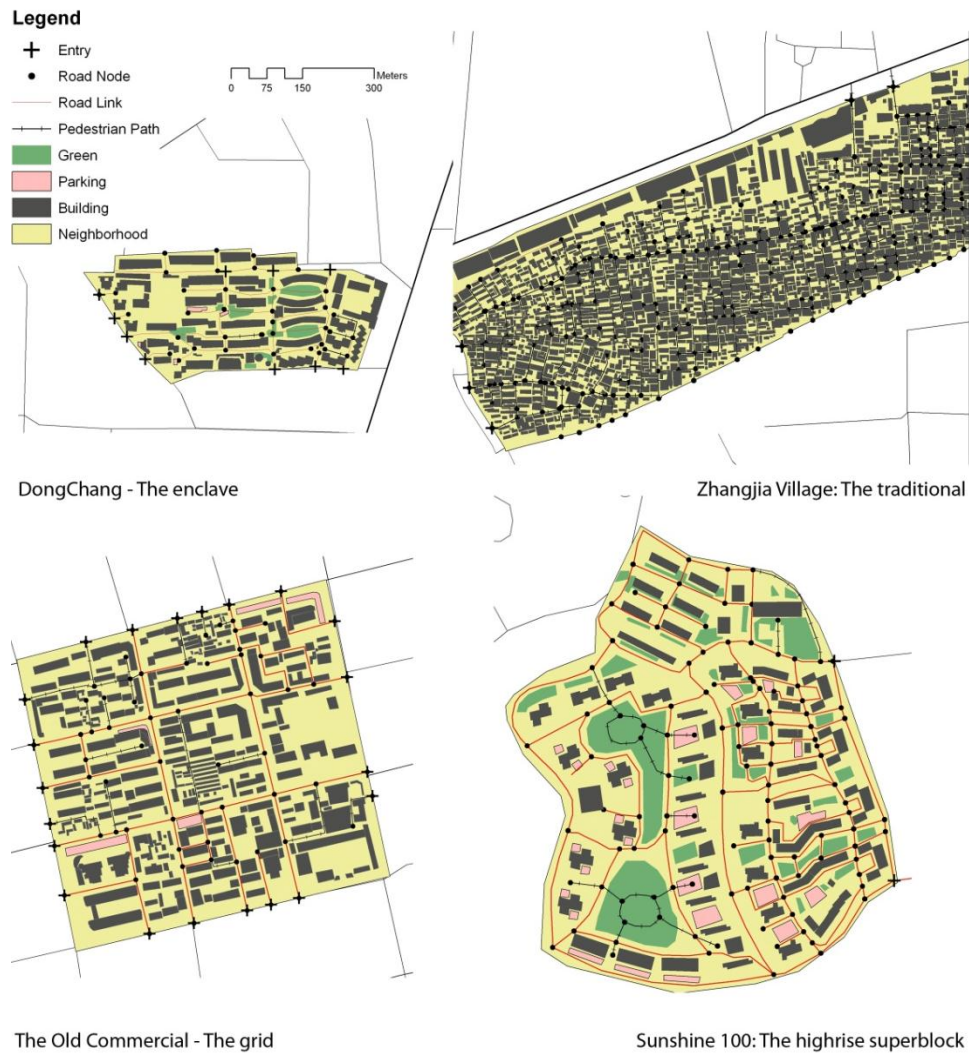 Legend
Entry
Road Node
Road Link
Pedestrian Path
Green
Parking
Building
Neighborhood
Meters
0 75 150 300
DongChang - The enclave
Zhangjia Village: The traditional
The Old Commercial - The grid
Sunshine 100: The highrise superblock